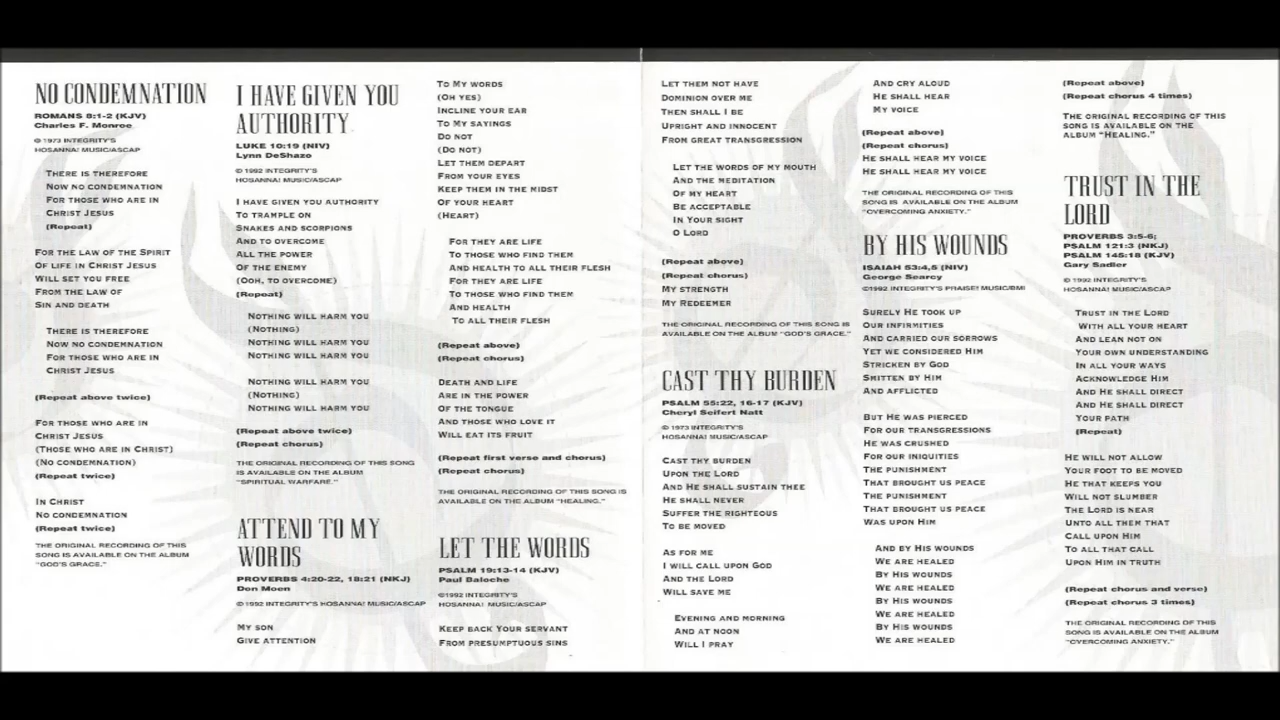 NO CONDEMNATION
ROMANS 8:1-2 (KJV)
Charles F. Monroe
© 1973 INTEGRITY'S
HOSANNA! MUSIC/ASCAP
THERE IS THEREFORE
NOW NO CONDEMNATION
FOR THOSE WHO ARE IN
CHRIST JESUS
(Repeat)
FOR THE LAW OF THE SPIRIT
OF LIFE IN CHRIST JESUS
WILL SET YOU FREE
FROM THE LAW OF
SIN AND DEATH
THERE IS THEREFORE
NOW NO CONDEMNATION
FOR THOSE WHO ARE IN
CHRIST JESUS
(Repeat above twice)
FOR THOSE WHO ARE IN
CHRIST JESUS
(THOSE WHO ARE IN CHRIST)
(NO CONDEMNATION)
(Repeat twice)
IN CHRIST
NO CONDEMNATION
(Repeat twice)
THE ORIGINAL RECORDING OF THIS
SONG IS AVAILABLE ON THE ALBUM
"GOD'S GRACE."
I HAVE GIVEN YOU
AUTHORITY
LUKE 10:19 (NIV)
Lynn DeShazo
© 1992 INTEGRITY'S
HOSANNA! MUSIC/ASCAP
I HAVE GIVEN YOU AUTHORITY
TO TRAMPLE ON
SNAKES AND SCORPIONS
AND TO OVERCOME
ALL THE POWER
OF THE ENEMY
(OOH, TO OVERCOME)
(Repeat)
NOTHING WILL HARM YOU
(NOTHING)
NOTHING WILL HARM YOU
NOTHING WILL HARM YOU
NOTHING WILL HARM YOU
(NOTHING)
NOTHING WILL HARM YOU
(Repeat above twice)
(Repeat chorus)
THE ORIGINAL RECORDING OF THIS SONG
IS AVAILABLE ON THE ALBUM
"SPIRITUAL WARFARE."
ATTEND TO MY
WORDS
PROVERBS 4:20-22, 18:21 (NKJ)
Don Moen
© 1992 INTEGRITY'S HOSANNA! MUSIC/ASCAP
MY SON
GIVE ATTENTION
TO MY WORDS
(OH YES)
INCLINE YOUR EAR
TO MY SAYINGS
DO NOT
(DO NOT)
LET THEM DEPART
FROM YOUR EYES
KEEP THEM IN THE MIDST
OF YOUR HEART
(HEART)
FOR THEY ARE LIFE
TO THOSE WHO FIND THEM
AND HEALTH TO ALL THEIR FLESH
FOR THEY ARE LIFE
TO THOSE WHO FIND THEM
AND HEALTH
TO ALL THEIR FLESH
(Repeat above)
(Repeat chorus)
DEATH AND LIFE
ARE IN THE POWER
OF THE TONGUE
AND THOSE WHO LOVE IT
WILL EAT ITS FRUIT
(Repeat first verse and chorus)
(Repeat chorus)
THE ORIGINAL RECORDING OF THIS SONG IS
AVAILABLE ON THE ALBUM "HEALING."
LET THE WORDS
PSALM 19:13-14 (KJV)
Paul Baloche
©1992 INTEGRITY'S
HOSANNA! MUSIC/ASCAP
KEEP BACK YOUR SERVANT
FROM PRESUMPTUOUS SINS
LET THEM NOT HAVE
DOMINION OVER ME
THEN SHALL I BE
UPRIGHT AND INNOCENT
FROM GREAT TRANSGRESSION
LET THE WORDS OF MY MOUTH
AND THE MEDITATION
OF MY HEART
BE ACCEPTABLE
IN YOUR SIGHT
O LORD
(Repeat above)
(Repeat chorus)
MY STRENGTH
MY REDEEMER
THE ORIGINAL RECORDING OF THIS SONG IS
AVAILABLE ON THE ALBUM "GOD'S GRACE."
CAST THY BURDEN
PSALM 55:22, 16-17 (KJV)
Cheryl Seifert Natt
© 1973 INTEGRITY'S
HOSANNA! MUSIC/ASCAP
CAST THY BURDEN
UPON THE LORD
AND HE SHALL SUSTAIN THEE
HE SHALL NEVER
SUFFER THE RIGHTEOUS
TO BE MOVED
AS FOR ME
I WILL CALL UPON GOD
AND THE LORD
WILL SAVE ME
EVENING AND MORNING
AND AT NOON
WILL I PRAY
AND CRY ALOUD
HE SHALL HEAR
MY VOICE
(Repeat above)
(Repeat chorus)
HE SHALL HEAR MY VOICE
HE SHALL HEAR MY VOICE
THE ORIGINAL RECORDING OF THIS
SONG IS AVAILABLE ON THE ALBUM
"OVERCOMING ANXIETY."
BY HIS WOUNDS
ISAIAH 53:4,5 (NIV)
George Searcy
©1992 INTEGRITY'S PRAISE! MUSIC/BMI
SURELY HE TOOK UP
OUR INFIRMITIES
AND CARRIED OUR SORROWS
YET WE CONSIDERED HIM
STRICKEN BY GOD
SMITTEN BY HIM
AND AFFLICTED
BUT HE WAS PIERCED
FOR OUR TRANSGRESSIONS
HE WAS CRUSHED
FOR OUR INIQUITIES
THE PUNISHMENT
THAT BROUGHT US PEACE
THE PUNISHMENT
THAT BROUGHT US PEACE
WAS UPON HIM
AND BY HIS WOUNDS
WE ARE HEALED
BY HIS WOUNDS
WE ARE HEALED
BY HIS WOUNDS
WE ARE HEALED
BY HIS WOUNDS
WE ARE HEALED
(Repeat above)
(Repeat chorus 4 times)
THE ORIGINAL RECORDING OF THIS
SONG IS AVAILABLE ON THE
ALBUM "HEALING."
TRUST IN THE
LORD
PROVERBS 3:5-6;
PSALM 121:3 (NKJ)
PSALM 145:18 (KJV)
Gary Sadler
© 1992 INTEGRITY'S
HOSANNA! MUSIC/ASCAP
TRUST IN THE LORD
WITH ALL YOUR HEART
AND LEAN NOT ON
YOUR OWN UNDERSTANDING
IN ALL YOUR WAYS
ACKNOWLEDGE HIM
AND HE SHALL DIRECT
AND HE SHALL DIRECT
YOUR PATH
(Repeat)
HE WILL NOT ALLOW
YOUR FOOT TO BE MOVED
HE THAT KEEPS YOU
WILL NOT SLUMBER
THE LORD IS NEAR
UNTO ALL THEM THAT
CALL UPON HIM
TO ALL THAT CALL
UPON HIM IN TRUTH
(Repeat chorus and verse)
(Repeat chorus 3 times)
THE ORIGINAL RECORDING OF THIS
SONG IS AVAILABLE ON THE ALBUM
"OVERCOMING ANXIETY."